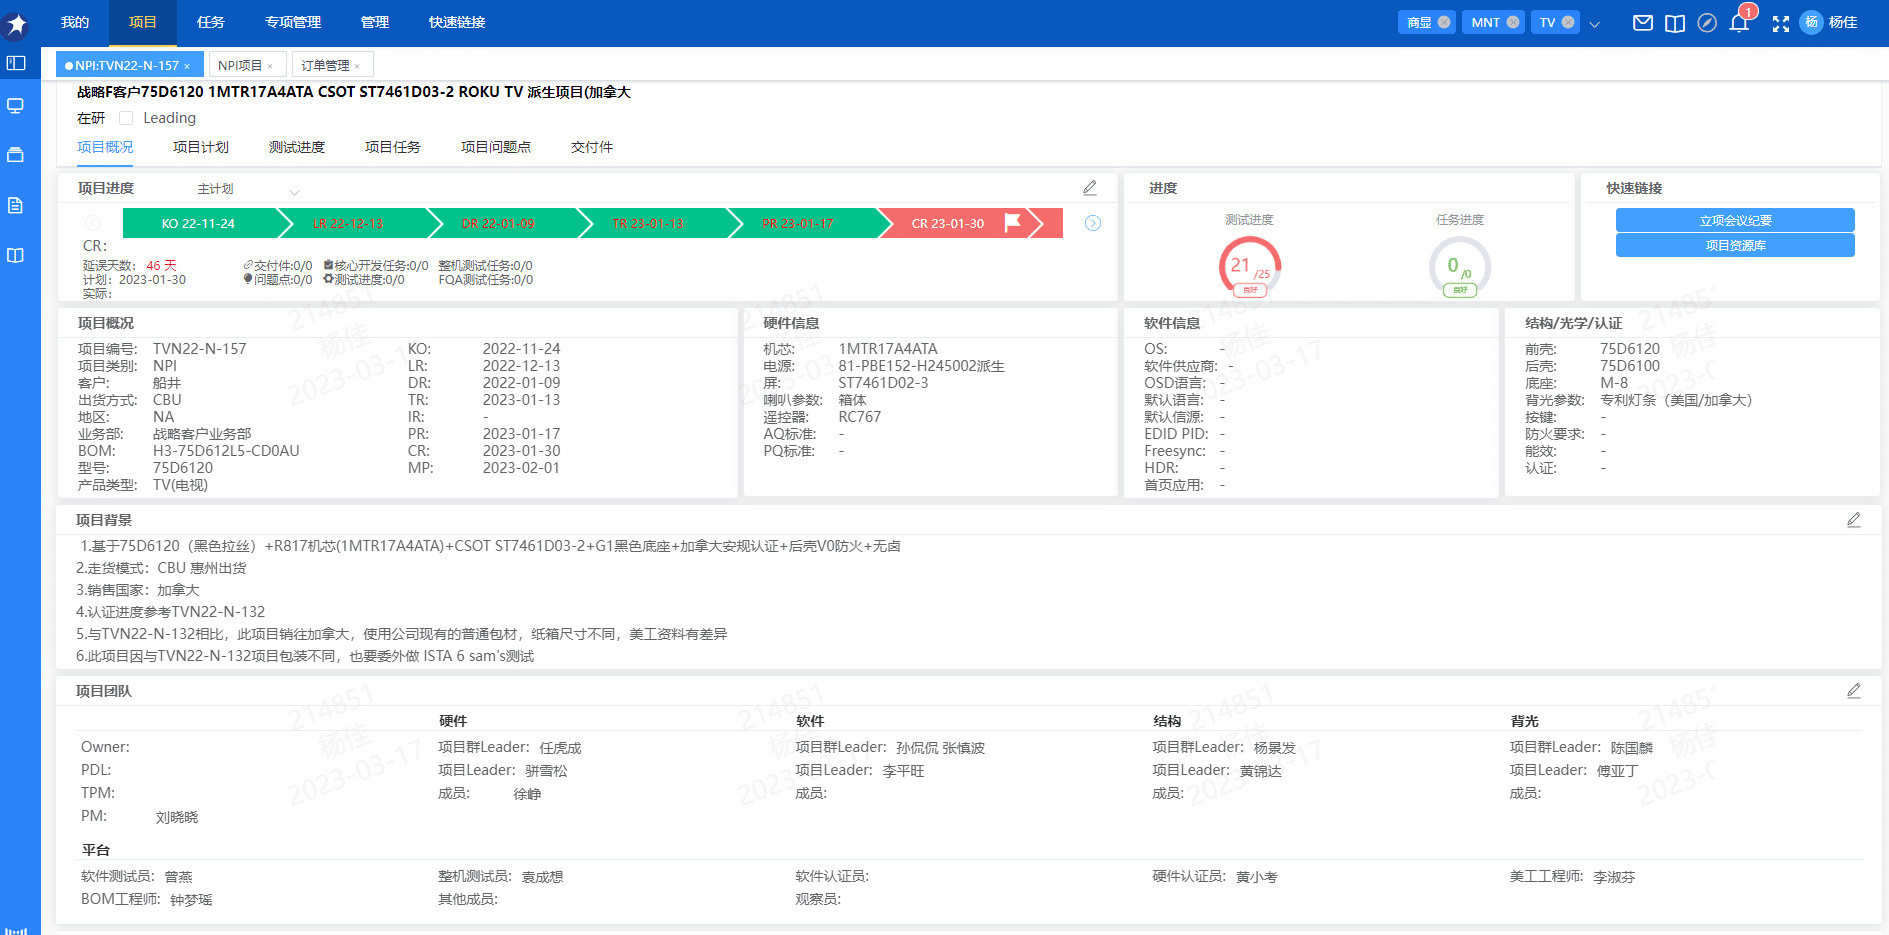 我的 项目 任务 专项管理 管理 快速链接 商显 MNT TV 1 杨 杨佳
NPI:TVN22-N-157 × NPI项目 × 订单管理 ×
战略F客户75D6120 1MTR17A4ATA CSOT ST7461D03-2 ROKU TV 派生项目(加拿大
在研 Leading
项目概况 项目计划 测试进度 项目任务 项目问题点 交付件
项目进度 主计划
KO 22-11-24 LR 22-12-13 DR 22-01-09 TR 23-01-13 PR 23-01-17 CR 23-01-30
CR:
延误天数: 46 天 交付件:0/0 核心开发任务:0/0 整机测试任务:0/0
计划: 2023-01-30 问题点:0/0 测试进度:0/0 FQA测试任务:0/0
实际:
进度
测试进度 任务进度
21 /25 0 /0
良好 良好
快速链接
立项会议纪要
项目资源库
项目概况
项目编号: TVN22-N-157 KO: 2022-11-24
项目类别: NPI LR: 2022-12-13
客户: 船井 DR: 2022-01-09
出货方式: CBU TR: 2023-01-13
地区: NA IR: -
业务部: 战略客户业务部 PR: 2023-01-17
BOM: H3-75D612L5-CD0AU CR: 2023-01-30
型号: 75D6120 MP: 2023-02-01
产品类型: TV(电视)
硬件信息
机芯: 1MTR17A4ATA
电源: 81-PBE152-H245002派生
屏: ST7461D02-3
喇叭参数: 箱体
遥控器: RC767
AQ标准: -
PQ标准: -
软件信息
OS: -
软件供应商: -
OSD语言: -
默认语言: -
默认信源: -
EDID PID: -
Freesync: -
HDR: -
首页应用: -
结构/光学/认证
前壳: 75D6120
后壳: 75D6100
底座: M-8
背光参数: 专利灯条（美国/加拿大）
按键: -
防火要求: -
能效: -
认证: -
项目背景
1.基于75D6120（黑色拉丝）+R817机芯(1MTR17A4ATA)+CSOT ST7461D03-2+G1黑色底座+加拿大安规认证+后壳V0防火+无卤
2.走货模式：CBU 惠州出货
3.销售国家：加拿大
4.认证进度参考TVN22-N-132
5.与TVN22-N-132相比，此项目销往加拿大，使用公司现有的普通包材，纸箱尺寸不同，美工资料有差异
6.此项目因与TVN22-N-132项目包装不同，也要委外做 ISTA 6 sam's测试
项目团队
硬件 软件 结构 背光
Owner: 项目群Leader: 任虎成 项目群Leader: 孙侃侃 张慎波 项目群Leader: 杨景发 项目群Leader: 陈国麟
PDL: 项目Leader: 骈雪松 项目Leader: 李平旺 项目Leader: 黄锦达 项目Leader: 傅亚丁
TPM: 成员: 徐峥 成员: 成员: 成员:
PM: 刘晓晓
平台
软件测试员: 曾燕 整机测试员: 袁成想 软件认证员: 硬件认证员: 黄小考 美工工程师: 李淑芬
BOM工程师: 钟梦瑶 其他成员: 观察员:
214851
杨佳
2023-03-17